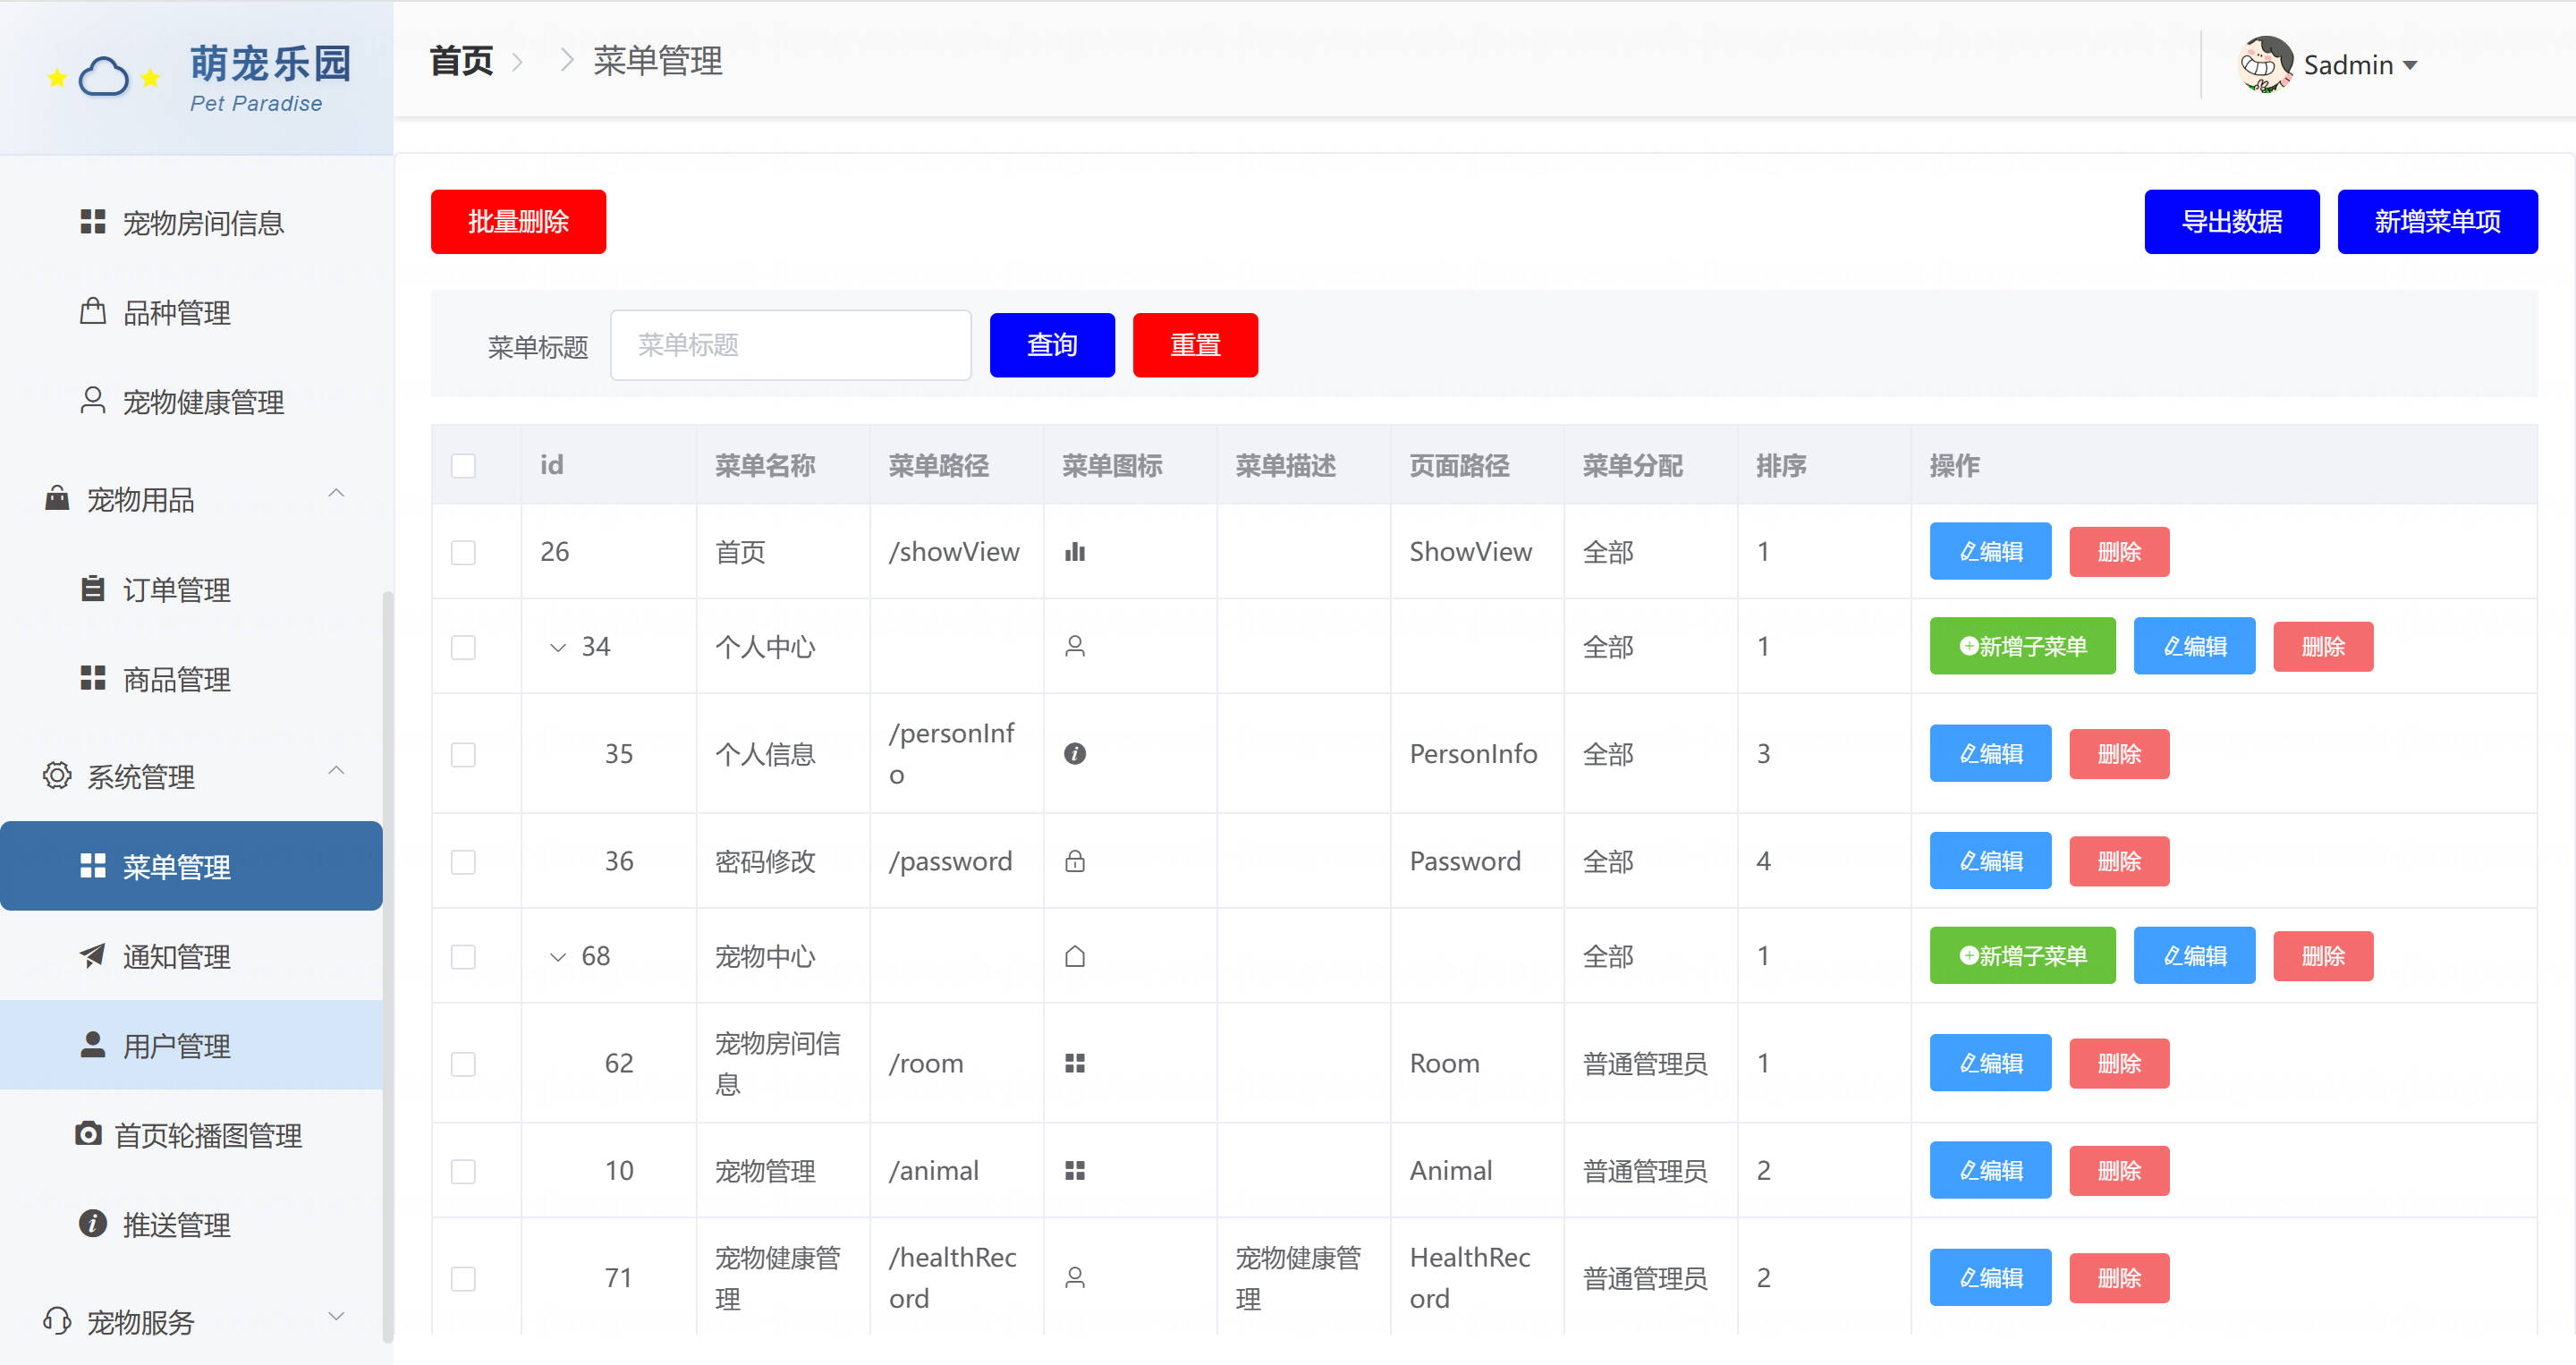 萌宠乐园
Pet Paradise
首页
菜单管理
Sadmin
宠物房间信息
品种管理
宠物健康管理
宠物用品
订单管理
商品管理
系统管理
菜单管理
通知管理
用户管理
首页轮播图管理
推送管理
宠物服务
批量删除
导出数据
新增菜单项
菜单标题
菜单标题
查询
重置
id 菜单名称 菜单路径 菜单图标 菜单描述 页面路径 菜单分配 排序 操作
26 首页 /showView ShowView 全部 1 编辑 删除
34 个人中心 全部 1 新增子菜单 编辑 删除
35 个人信息 /personInf
o
PersonInfo 全部 3 编辑 删除
36 密码修改 /password Password 全部 4 编辑 删除
68 宠物中心 全部 1 新增子菜单 编辑 删除
62 宠物房间信
息
/room Room 普通管理员 1 编辑 删除
10 宠物管理 /animal Animal 普通管理员 2 编辑 删除
71 宠物健康管
理
/healthRec
ord
宠物健康管
理
HealthRec
ord
普通管理员 2 编辑 删除